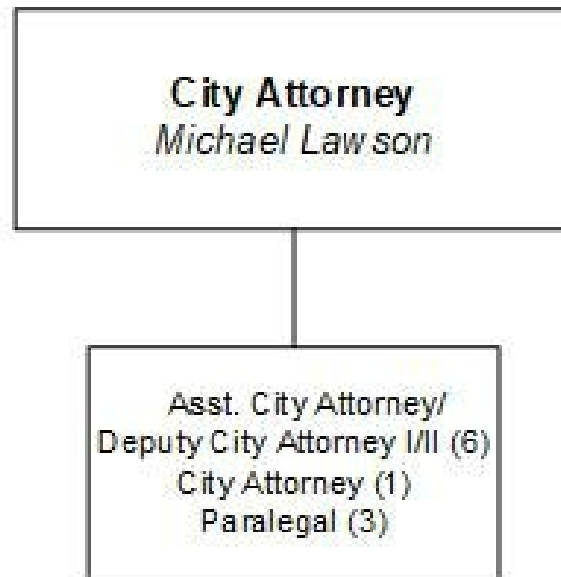 City Attorney
Michael Lawson
Asst. City Attorney/
Deputy City Attorney I/II (6)
City Attorney (1)
Paralegal (3)